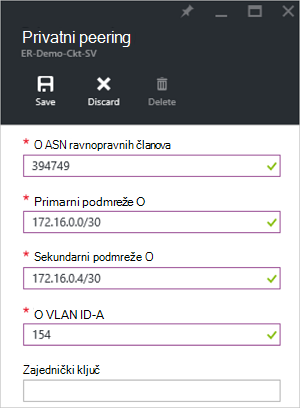 Privatni peering
ER-Demo-Ckt-SV
Save Discard Delete
* O ASN ravnopravnih članova
394749
* Primarni podmreže O
172.16.0.0/30
* Sekundarni podmreže O
172.16.0.4/30
* O VLAN ID-A
154
Zajednički ključ